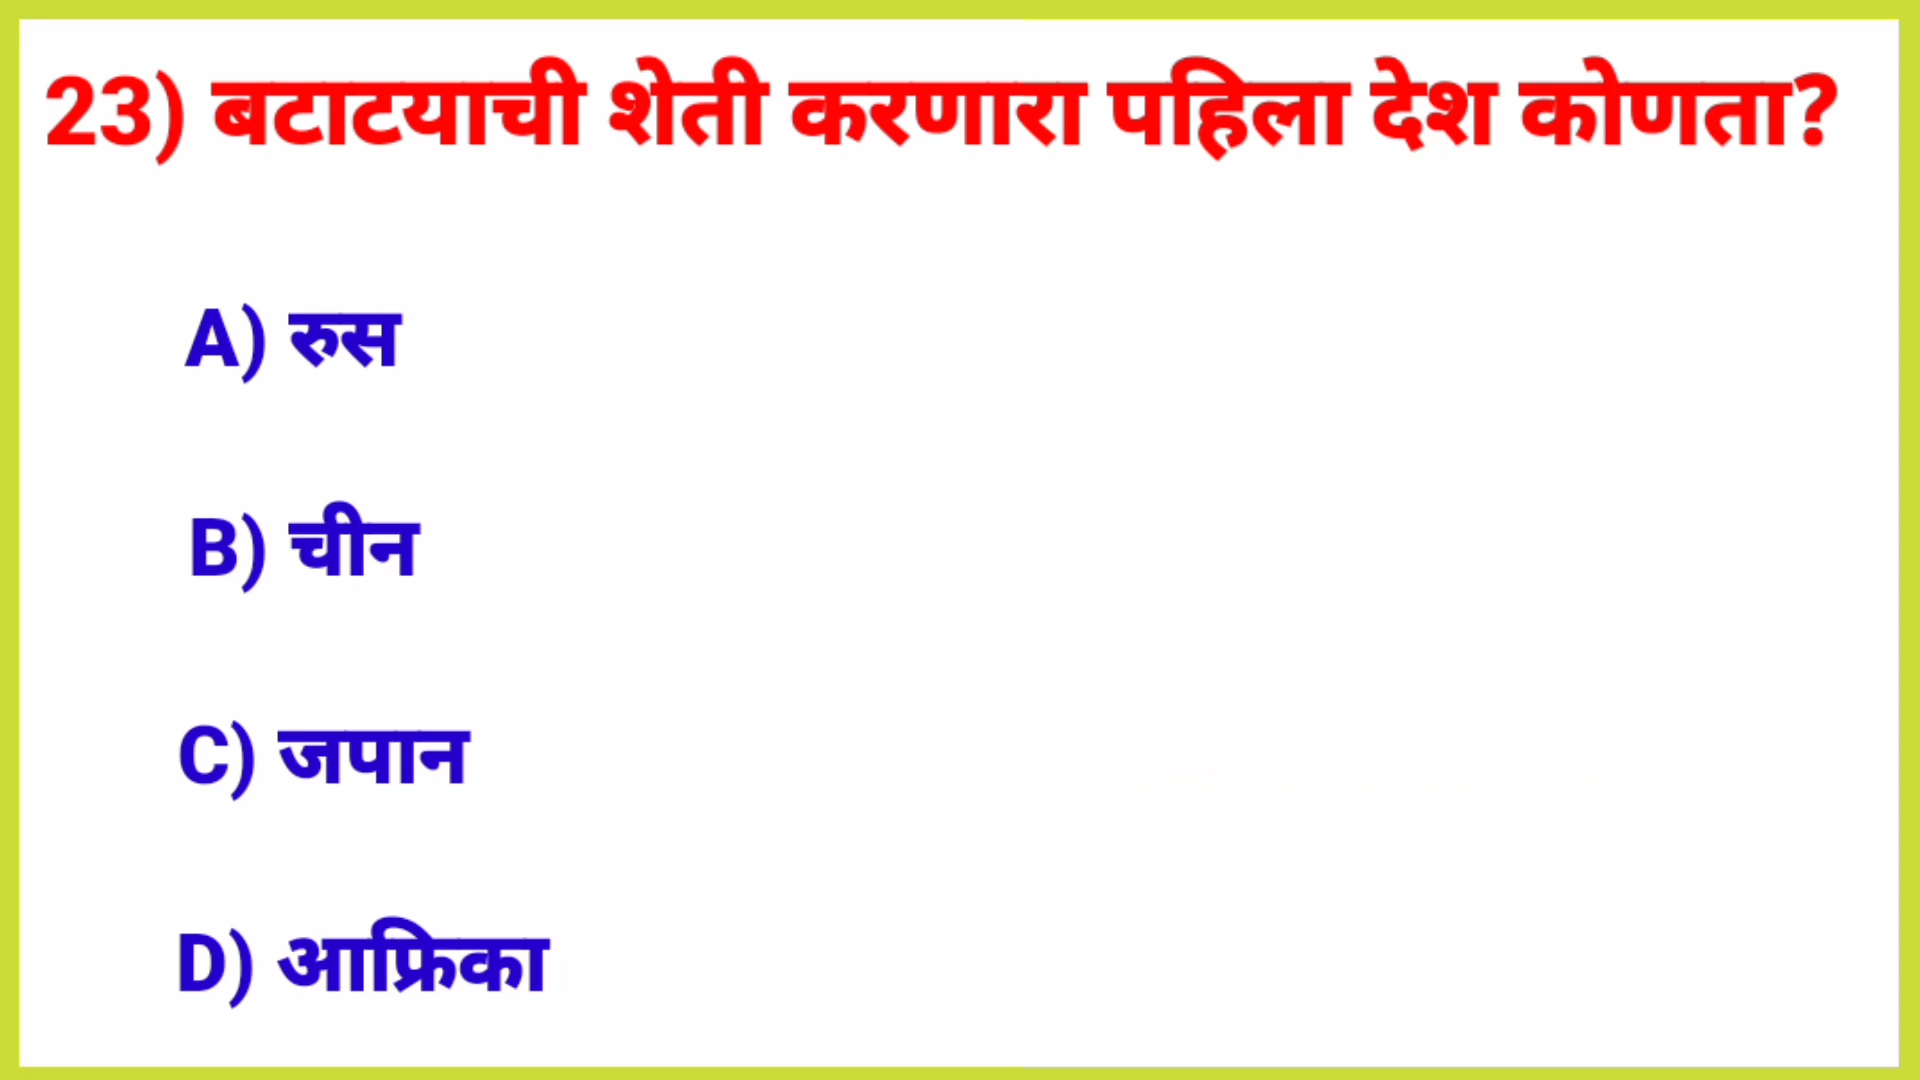 23) बटाटयाची शेती करणारा पहिला देश कोणता?
A) रुस
B) चीन
C) जपान
D) आफ्रिका